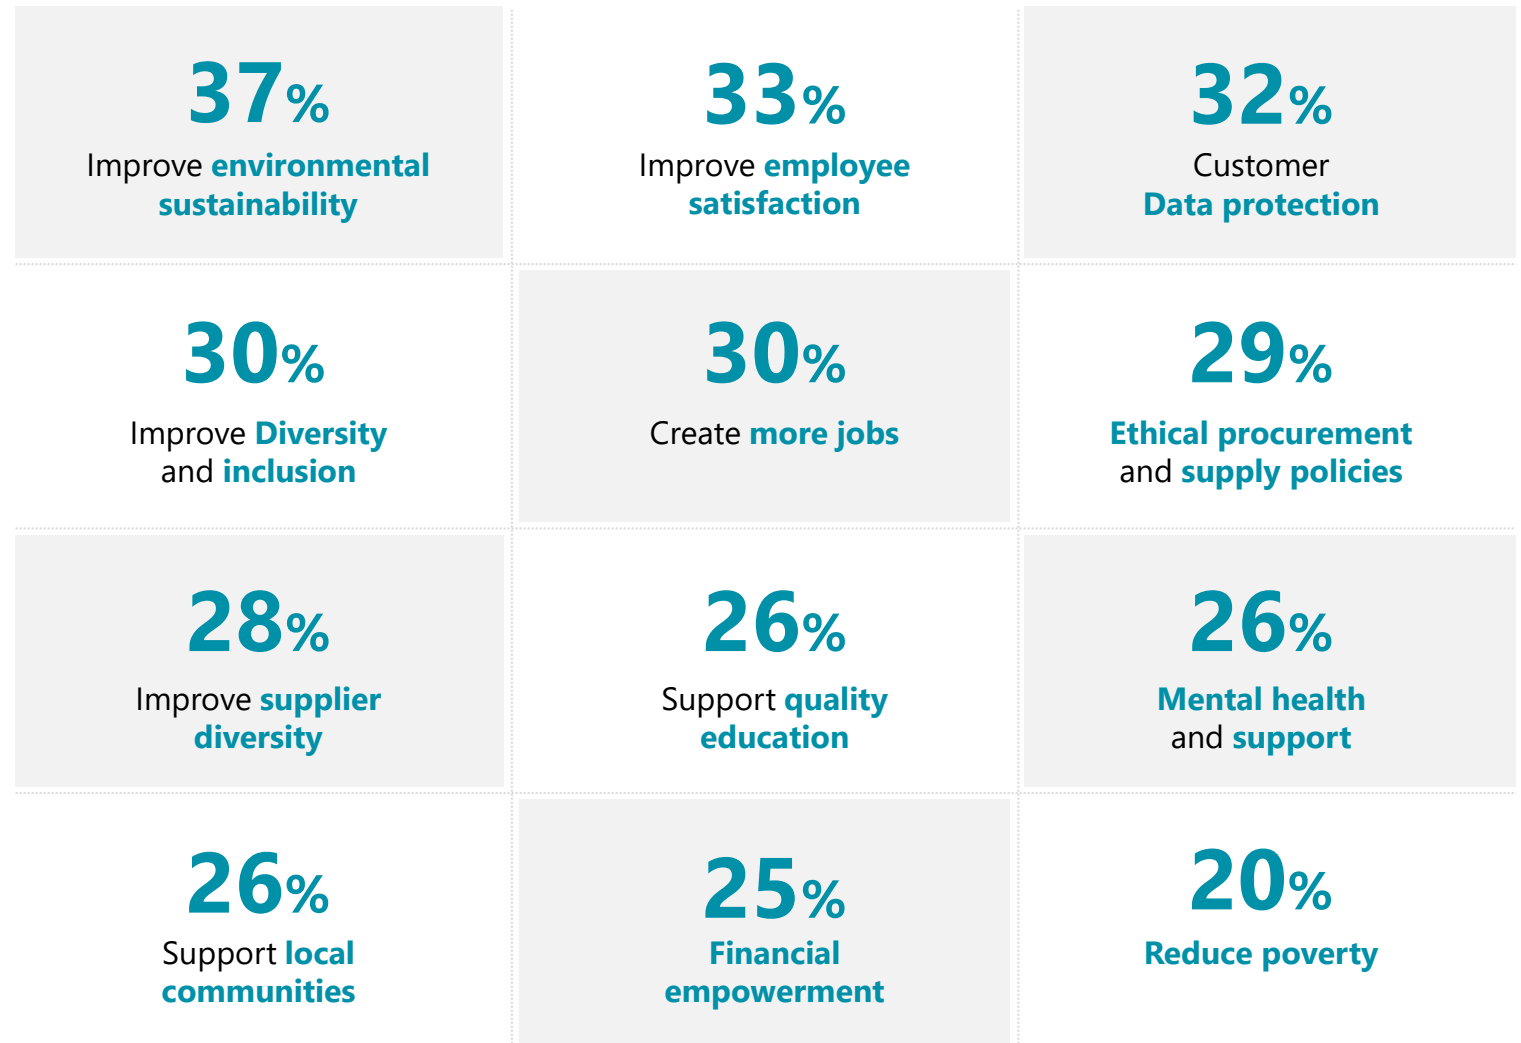 37%
Improve environmental
sustainability
33%
Improve employee
satisfaction
32%
Customer
Data protection
30%
Improve Diversity
and inclusion
30%
Create more jobs
29%
Ethical procurement
and supply policies
28%
Improve supplier
diversity
26%
Support quality
education
26%
Mental health
and support
26%
Support local
communities
25%
Financial
empowerment
20%
Reduce poverty